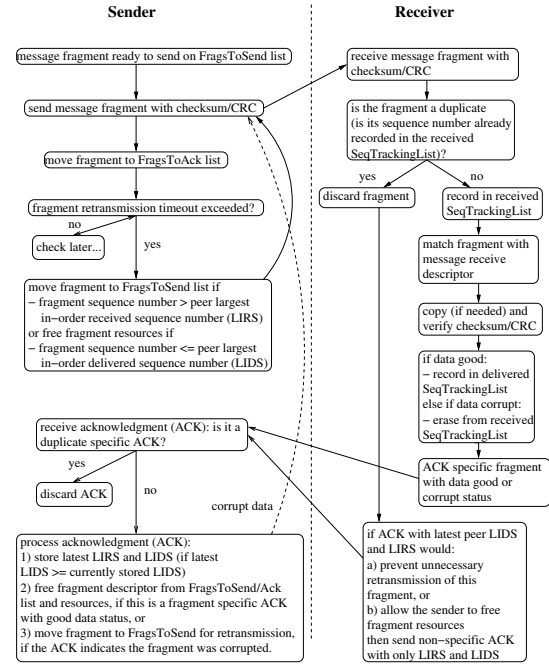 Sender
Receiver
message fragment ready to send on FragsToSend list
send message fragment with checksum/CRC
move fragment to FragsToAck list
fragment retransmission timeout exceeded?
no
check later...
yes
move fragment to FragsToSend list if
− fragment sequence number > peer largest
in−order received sequence number (LIRS)
or free fragment resources if
− fragment sequence number <= peer largest
in−order delivered sequence number (LIDS)
receive acknowledgment (ACK): is it a
duplicate specific ACK?
yes
discard ACK
no
corrupt data
process acknowledgment (ACK):
1) store latest LIRS and LIDS (if latest
LIDS >= currently stored LIDS)
2) free fragment descriptor from FragsToSend/Ack
list and resources, if this is a fragment specific ACK
with good data status, or
3) move fragment to FragsToSend for retransmission,
if the ACK indicates the fragment was corrupted.
receive message fragment with
checksum/CRC
is the fragment a duplicate
(is its sequence number already
recorded in the received
SeqTrackingList)?
yes
no
discard fragment
record in received
SeqTrackingList
match fragment with
message receive
descriptor
copy (if needed) and
verify checksum/CRC
if data good:
− record in delivered
SeqTrackingList
else if data corrupt:
− erase from received
SeqTrackingList
ACK specific fragment
with data good or
corrupt status
if ACK with latest peer LIDS
and LIRS would:
a) prevent unnecessary
retransmission of this
fragment, or
b) allow the sender to free
fragment resources
then send non−specific ACK
with only LIRS and LIDS